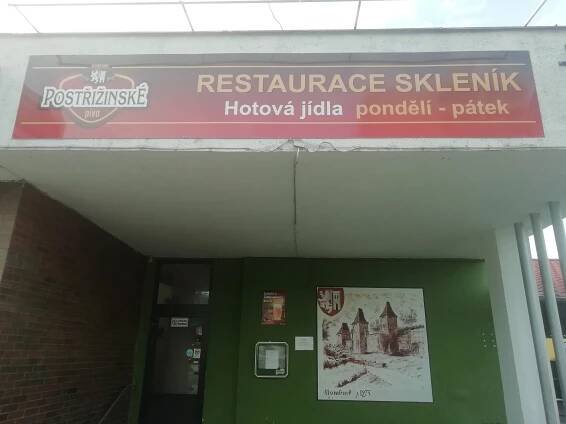 POSTŘIŽINSKÉ
pivo
RESTAURACE SKLENÍK
Hotová jídla pondělí - pátek